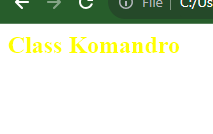 File | C:/Us
Class Komandro